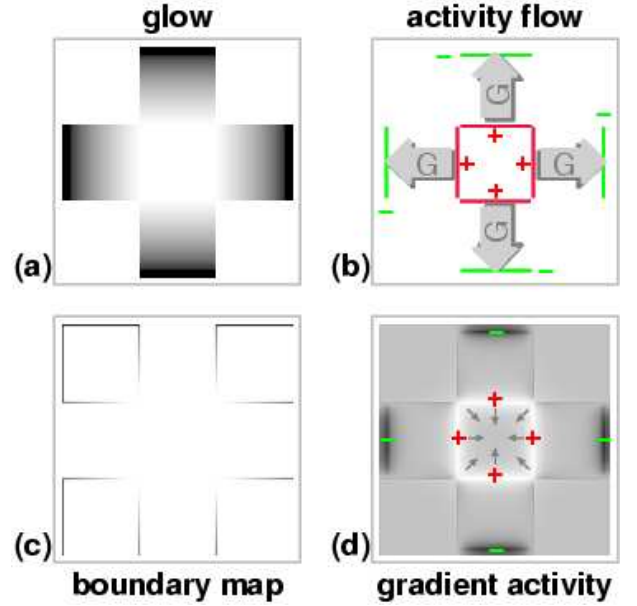 glow
activity flow
G
G
G
G
(a)
(b)
(c)
(d)
boundary map
gradient activity